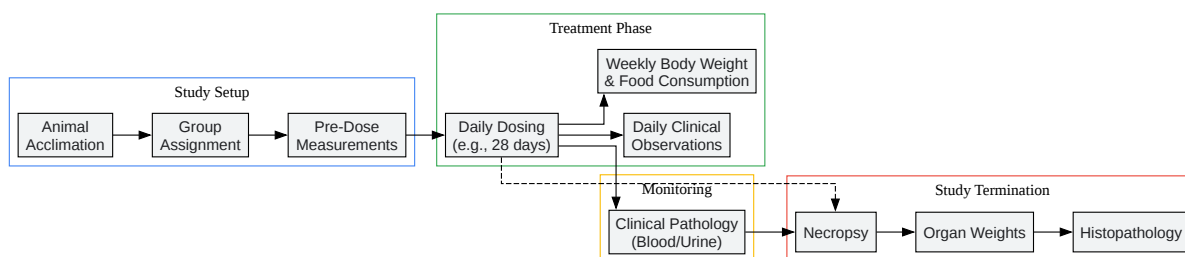 Study Setup
Animal
Acclimation
Group
Assignment
Pre-Dose
Measurements
Treatment Phase
Daily Dosing
(e.g., 28 days)
Weekly Body Weight
& Food Consumption
Daily Clinical
Observations
Monitoring
Clinical Pathology
(Blood/Urine)
Study Termination
Necropsy
Organ Weights
Histopathology